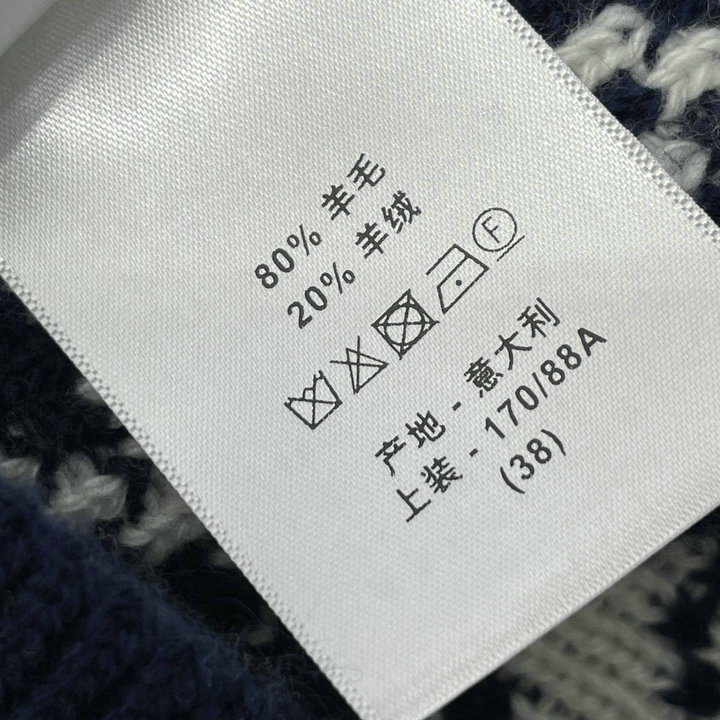 80% 羊毛
20% 羊绒
F
产地 - 意大利
上装 - 170/88A
(38)